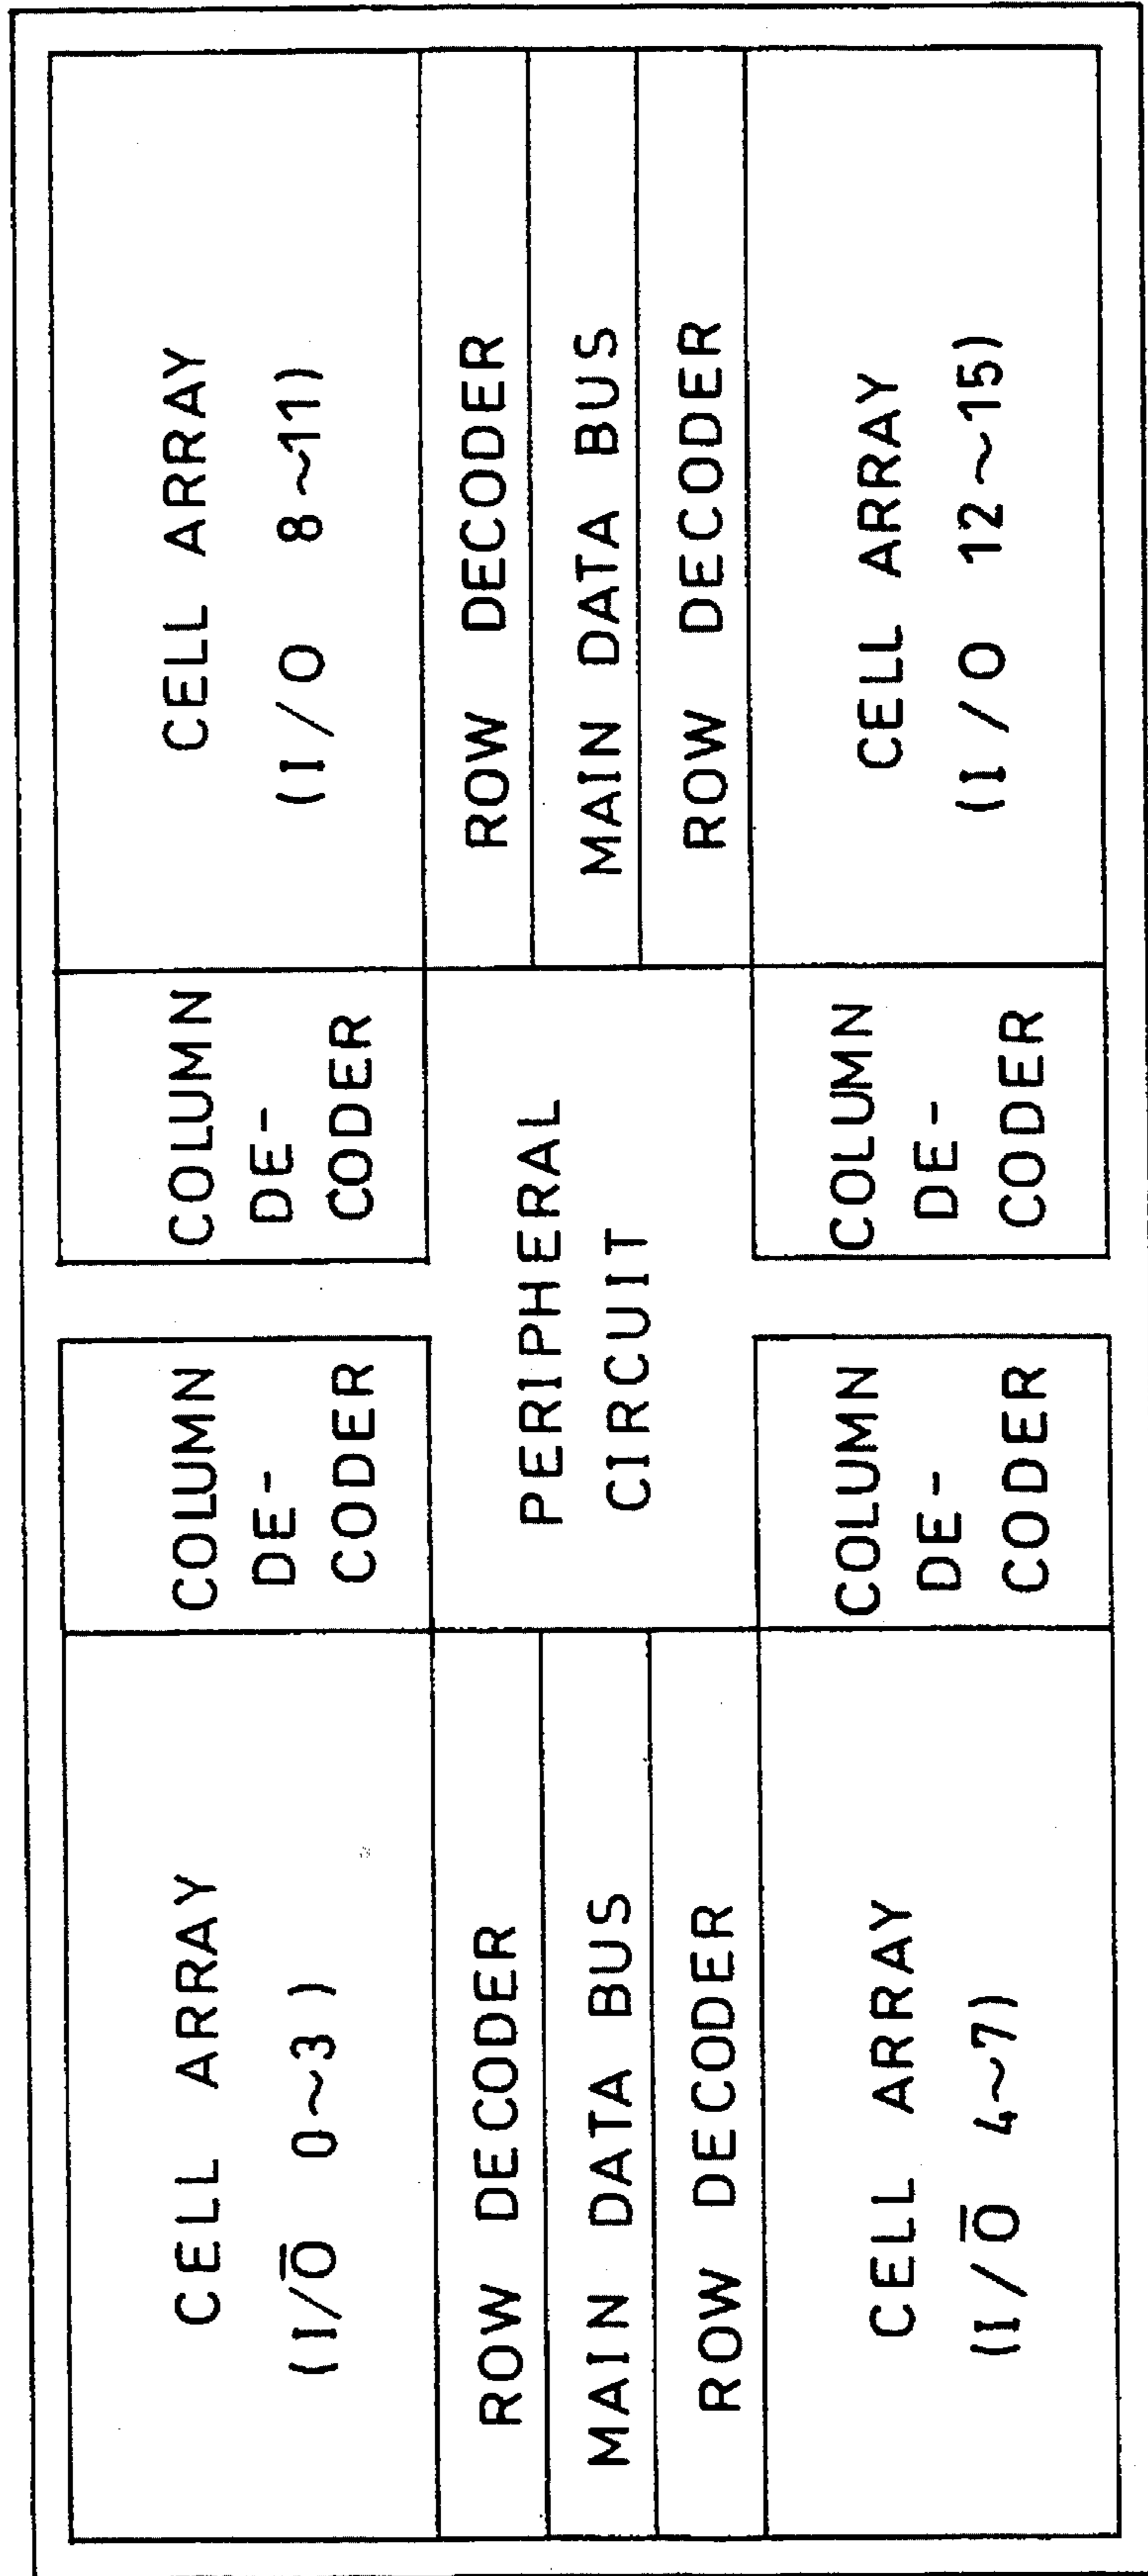 CELL ARRAY
(I/O̅ 0~3)
COLUMN
DE-
CODER
COLUMN
DE-
CODER
CELL ARRAY
(I/O 8~11)
ROW DECODER
MAIN DATA BUS
ROW DECODER
PERIPHERAL
CIRCUIT
ROW DECODER
MAIN DATA BUS
ROW DECODER
CELL ARRAY
(I/O̅ 4~7)
COLUMN
DE-
CODER
COLUMN
DE-
CODER
CELL ARRAY
(I/O 12~15)